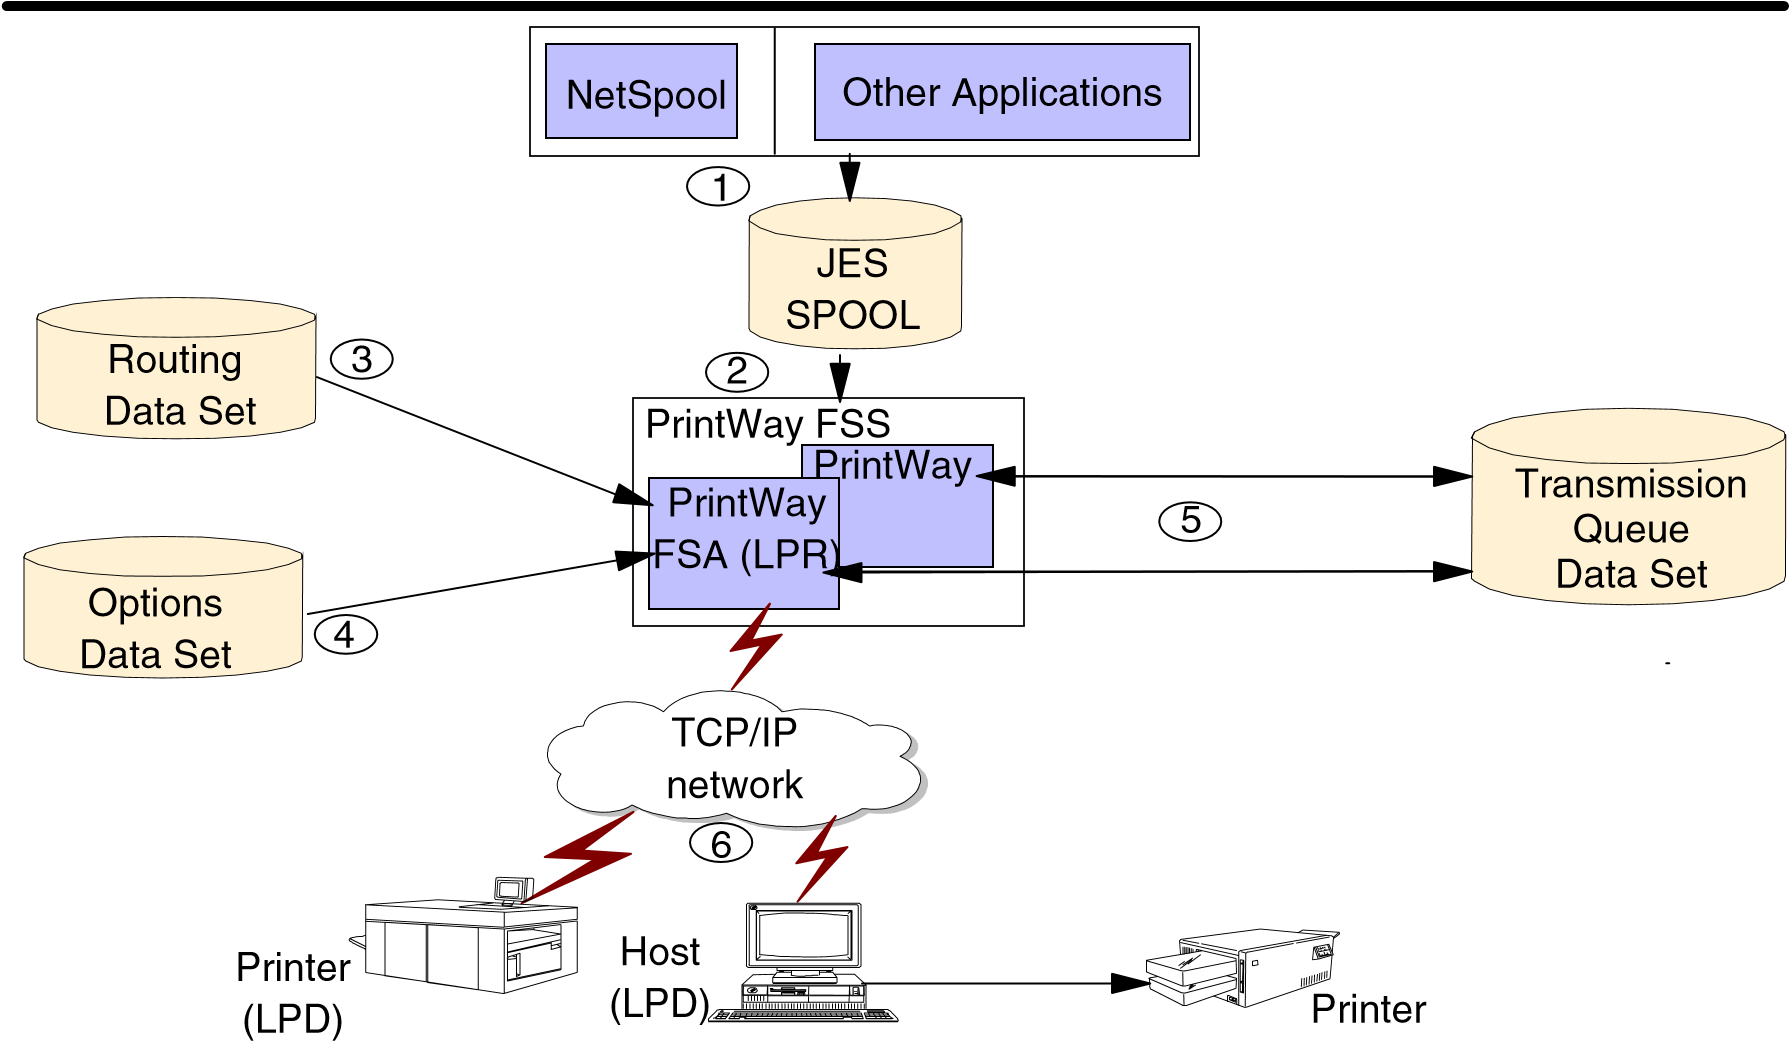 NetSpool
Other Applications
1
JES
SPOOL
Routing
Data Set
3
2
PrintWay FSS
PrintWay
PrintWay
FSA (LPR)
Transmission
Queue
Data Set
5
Options
Data Set
4
TCP/IP
network
6
Printer
(LPD)
Host
(LPD)
Printer